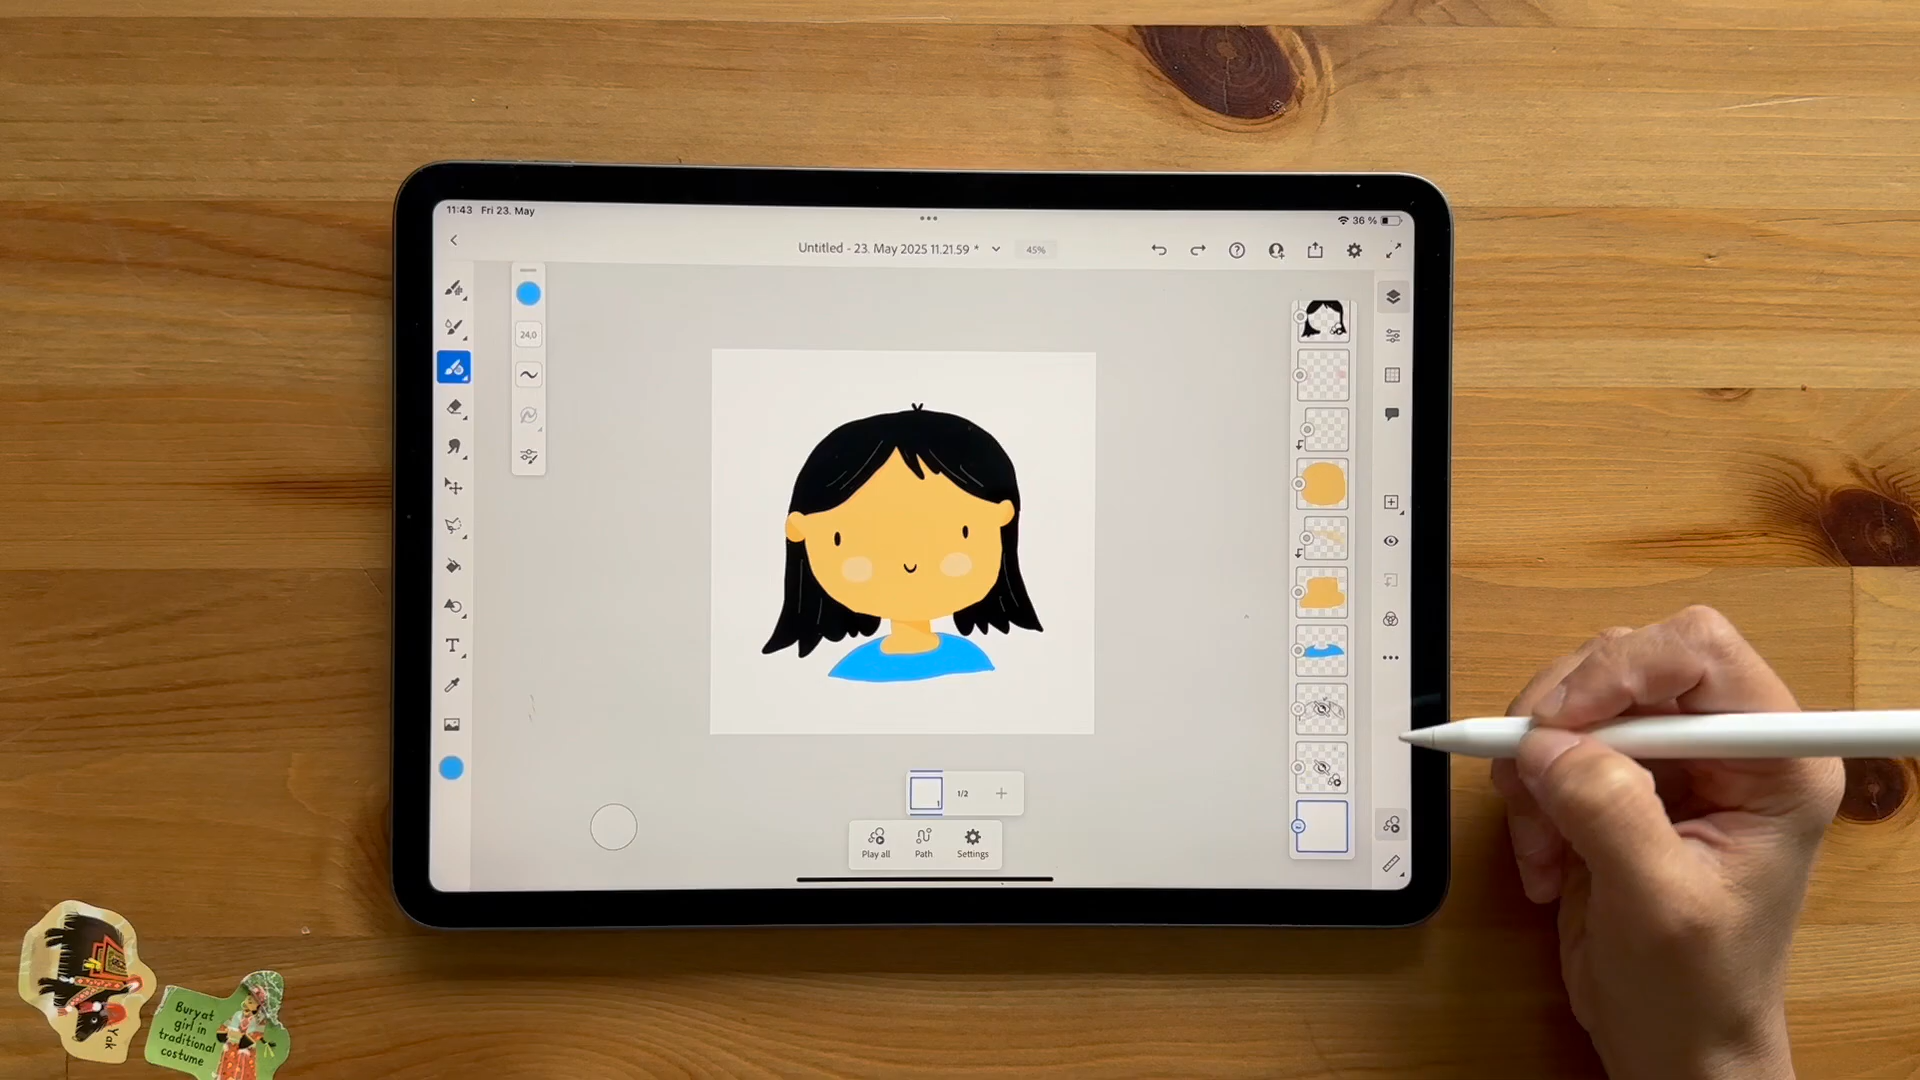 11:43 Fri 23. May
36 %
Untitled - 23. May 2025 11.21.59 *
45%
24,0
T
1
1/2
Play all
Path
Settings
Yak
Buryat
girl in
traditional
costume